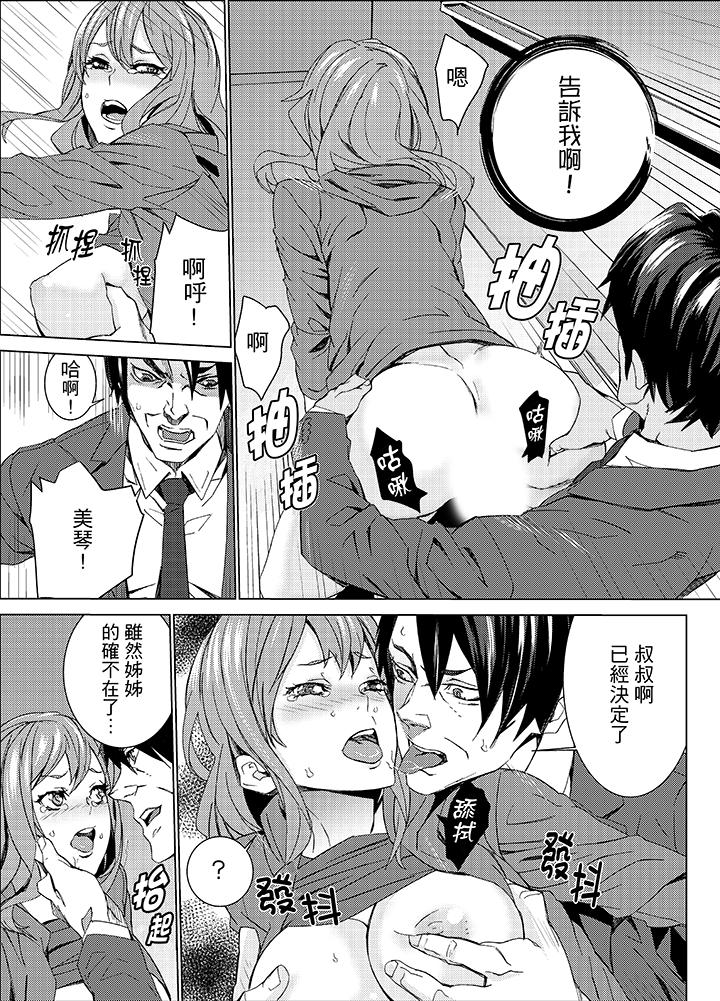 告訴我啊！
嗯
抽插
咕啾
啊
抽插
咕啾
抓捏
抓捏
啊呼！
哈啊！
美琴！
叔叔啊
已經決定了
舔拭
發抖
？
發抖
雖然姊姊
的確不在了…
抬起